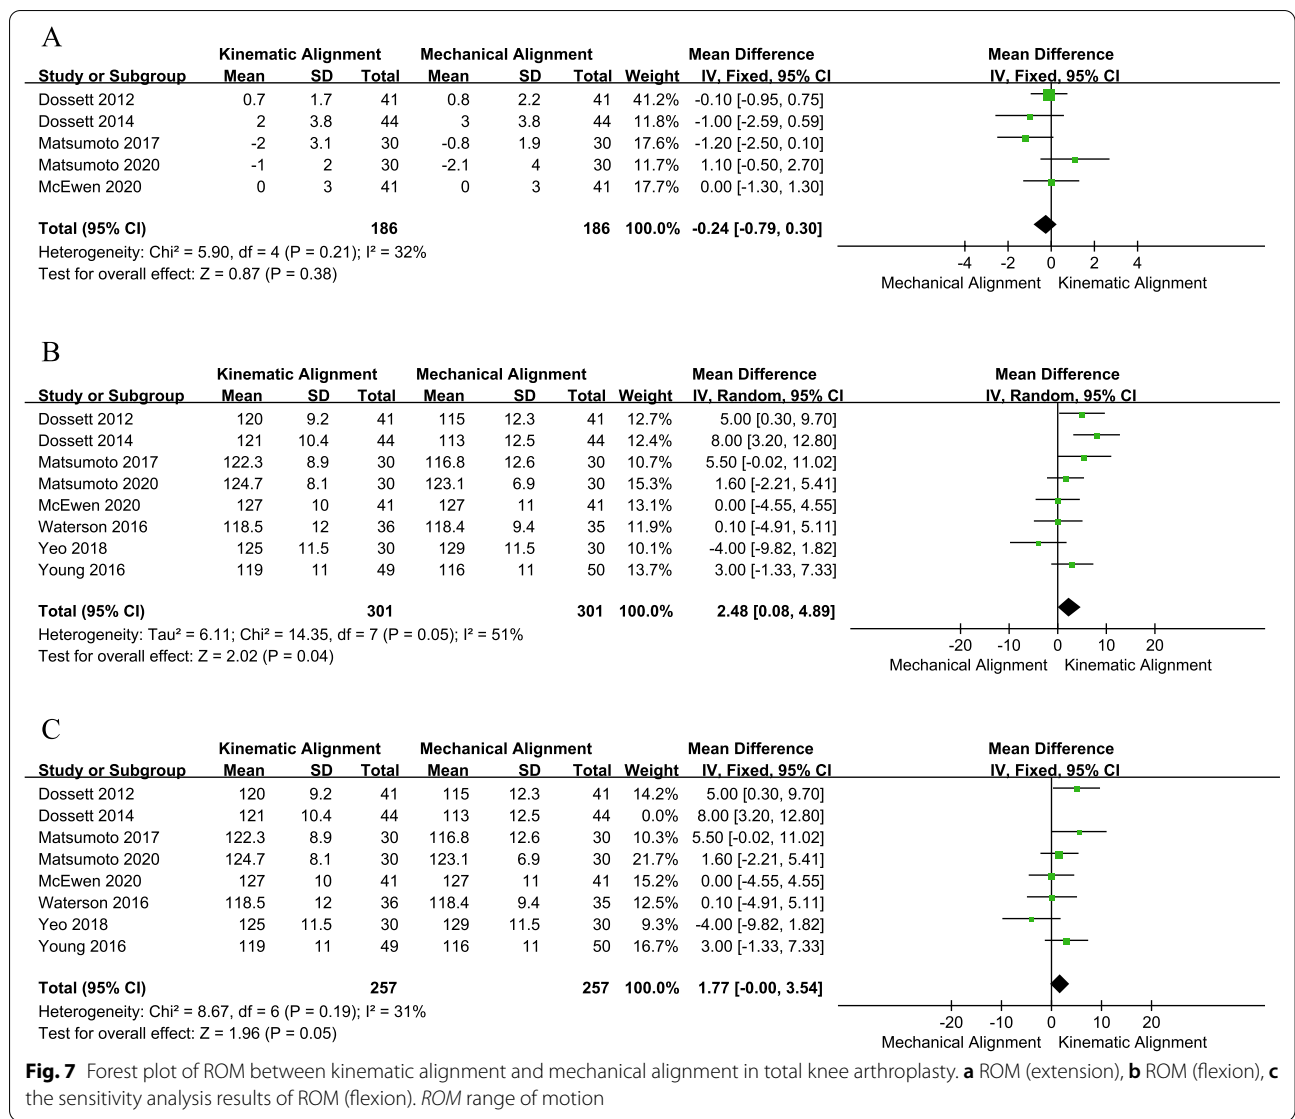 A
Kinematic Alignment Mechanical Alignment Mean Difference Mean Difference
Study or Subgroup Mean SD Total Mean SD Total Weight IV, Fixed, 95% CI IV, Fixed, 95% CI
Dossett 2012 0.7 1.7 41 0.8 2.2 41 41.2% -0.10 [-0.95, 0.75]
Dossett 2014 2 3.8 44 3 3.8 44 11.8% -1.00 [-2.59, 0.59]
Matsumoto 2017 -2 3.1 30 -0.8 1.9 30 17.6% -1.20 [-2.50, 0.10]
Matsumoto 2020 -1 2 30 -2.1 4 30 11.7% 1.10 [-0.50, 2.70]
McEwen 2020 0 3 41 0 3 41 17.7% 0.00 [-1.30, 1.30]
Total (95% CI) 186 186 100.0% -0.24 [-0.79, 0.30]
Heterogeneity: Chi² = 5.90, df = 4 (P = 0.21); I² = 32%
Test for overall effect: Z = 0.87 (P = 0.38)
-4 -2 0 2 4
Mechanical Alignment Kinematic Alignment
B
Kinematic Alignment Mechanical Alignment Mean Difference Mean Difference
Study or Subgroup Mean SD Total Mean SD Total Weight IV, Random, 95% CI IV, Random, 95% CI
Dossett 2012 120 9.2 41 115 12.3 41 12.7% 5.00 [0.30, 9.70]
Dossett 2014 121 10.4 44 113 12.5 44 12.4% 8.00 [3.20, 12.80]
Matsumoto 2017 122.3 8.9 30 116.8 12.6 30 10.7% 5.50 [-0.02, 11.02]
Matsumoto 2020 124.7 8.1 30 123.1 6.9 30 15.3% 1.60 [-2.21, 5.41]
McEwen 2020 127 10 41 127 11 41 13.1% 0.00 [-4.55, 4.55]
Waterson 2016 118.5 12 36 118.4 9.4 35 11.9% 0.10 [-4.91, 5.11]
Yeo 2018 125 11.5 30 129 11.5 30 10.1% -4.00 [-9.82, 1.82]
Young 2016 119 11 49 116 11 50 13.7% 3.00 [-1.33, 7.33]
Total (95% CI) 301 301 100.0% 2.48 [0.08, 4.89]
Heterogeneity: Tau² = 6.11; Chi² = 14.35, df = 7 (P = 0.05); I² = 51%
Test for overall effect: Z = 2.02 (P = 0.04)
-20 -10 0 10 20
Mechanical Alignment Kinematic Alignment
C
Kinematic Alignment Mechanical Alignment Mean Difference Mean Difference
Study or Subgroup Mean SD Total Mean SD Total Weight IV, Fixed, 95% CI IV, Fixed, 95% CI
Dossett 2012 120 9.2 41 115 12.3 41 14.2% 5.00 [0.30, 9.70]
Dossett 2014 121 10.4 44 113 12.5 44 0.0% 8.00 [3.20, 12.80]
Matsumoto 2017 122.3 8.9 30 116.8 12.6 30 10.3% 5.50 [-0.02, 11.02]
Matsumoto 2020 124.7 8.1 30 123.1 6.9 30 21.7% 1.60 [-2.21, 5.41]
McEwen 2020 127 10 41 127 11 41 15.2% 0.00 [-4.55, 4.55]
Waterson 2016 118.5 12 36 118.4 9.4 35 12.5% 0.10 [-4.91, 5.11]
Yeo 2018 125 11.5 30 129 11.5 30 9.3% -4.00 [-9.82, 1.82]
Young 2016 119 11 49 116 11 50 16.7% 3.00 [-1.33, 7.33]
Total (95% CI) 257 257 100.0% 1.77 [-0.00, 3.54]
Heterogeneity: Chi² = 8.67, df = 6 (P = 0.19); I² = 31%
Test for overall effect: Z = 1.96 (P = 0.05)
-20 -10 0 10 20
Mechanical Alignment Kinematic Alignment
Fig. 7 Forest plot of ROM between kinematic alignment and mechanical alignment in total knee arthroplasty. a ROM (extension), b ROM (flexion), c
the sensitivity analysis results of ROM (flexion). ROM range of motion